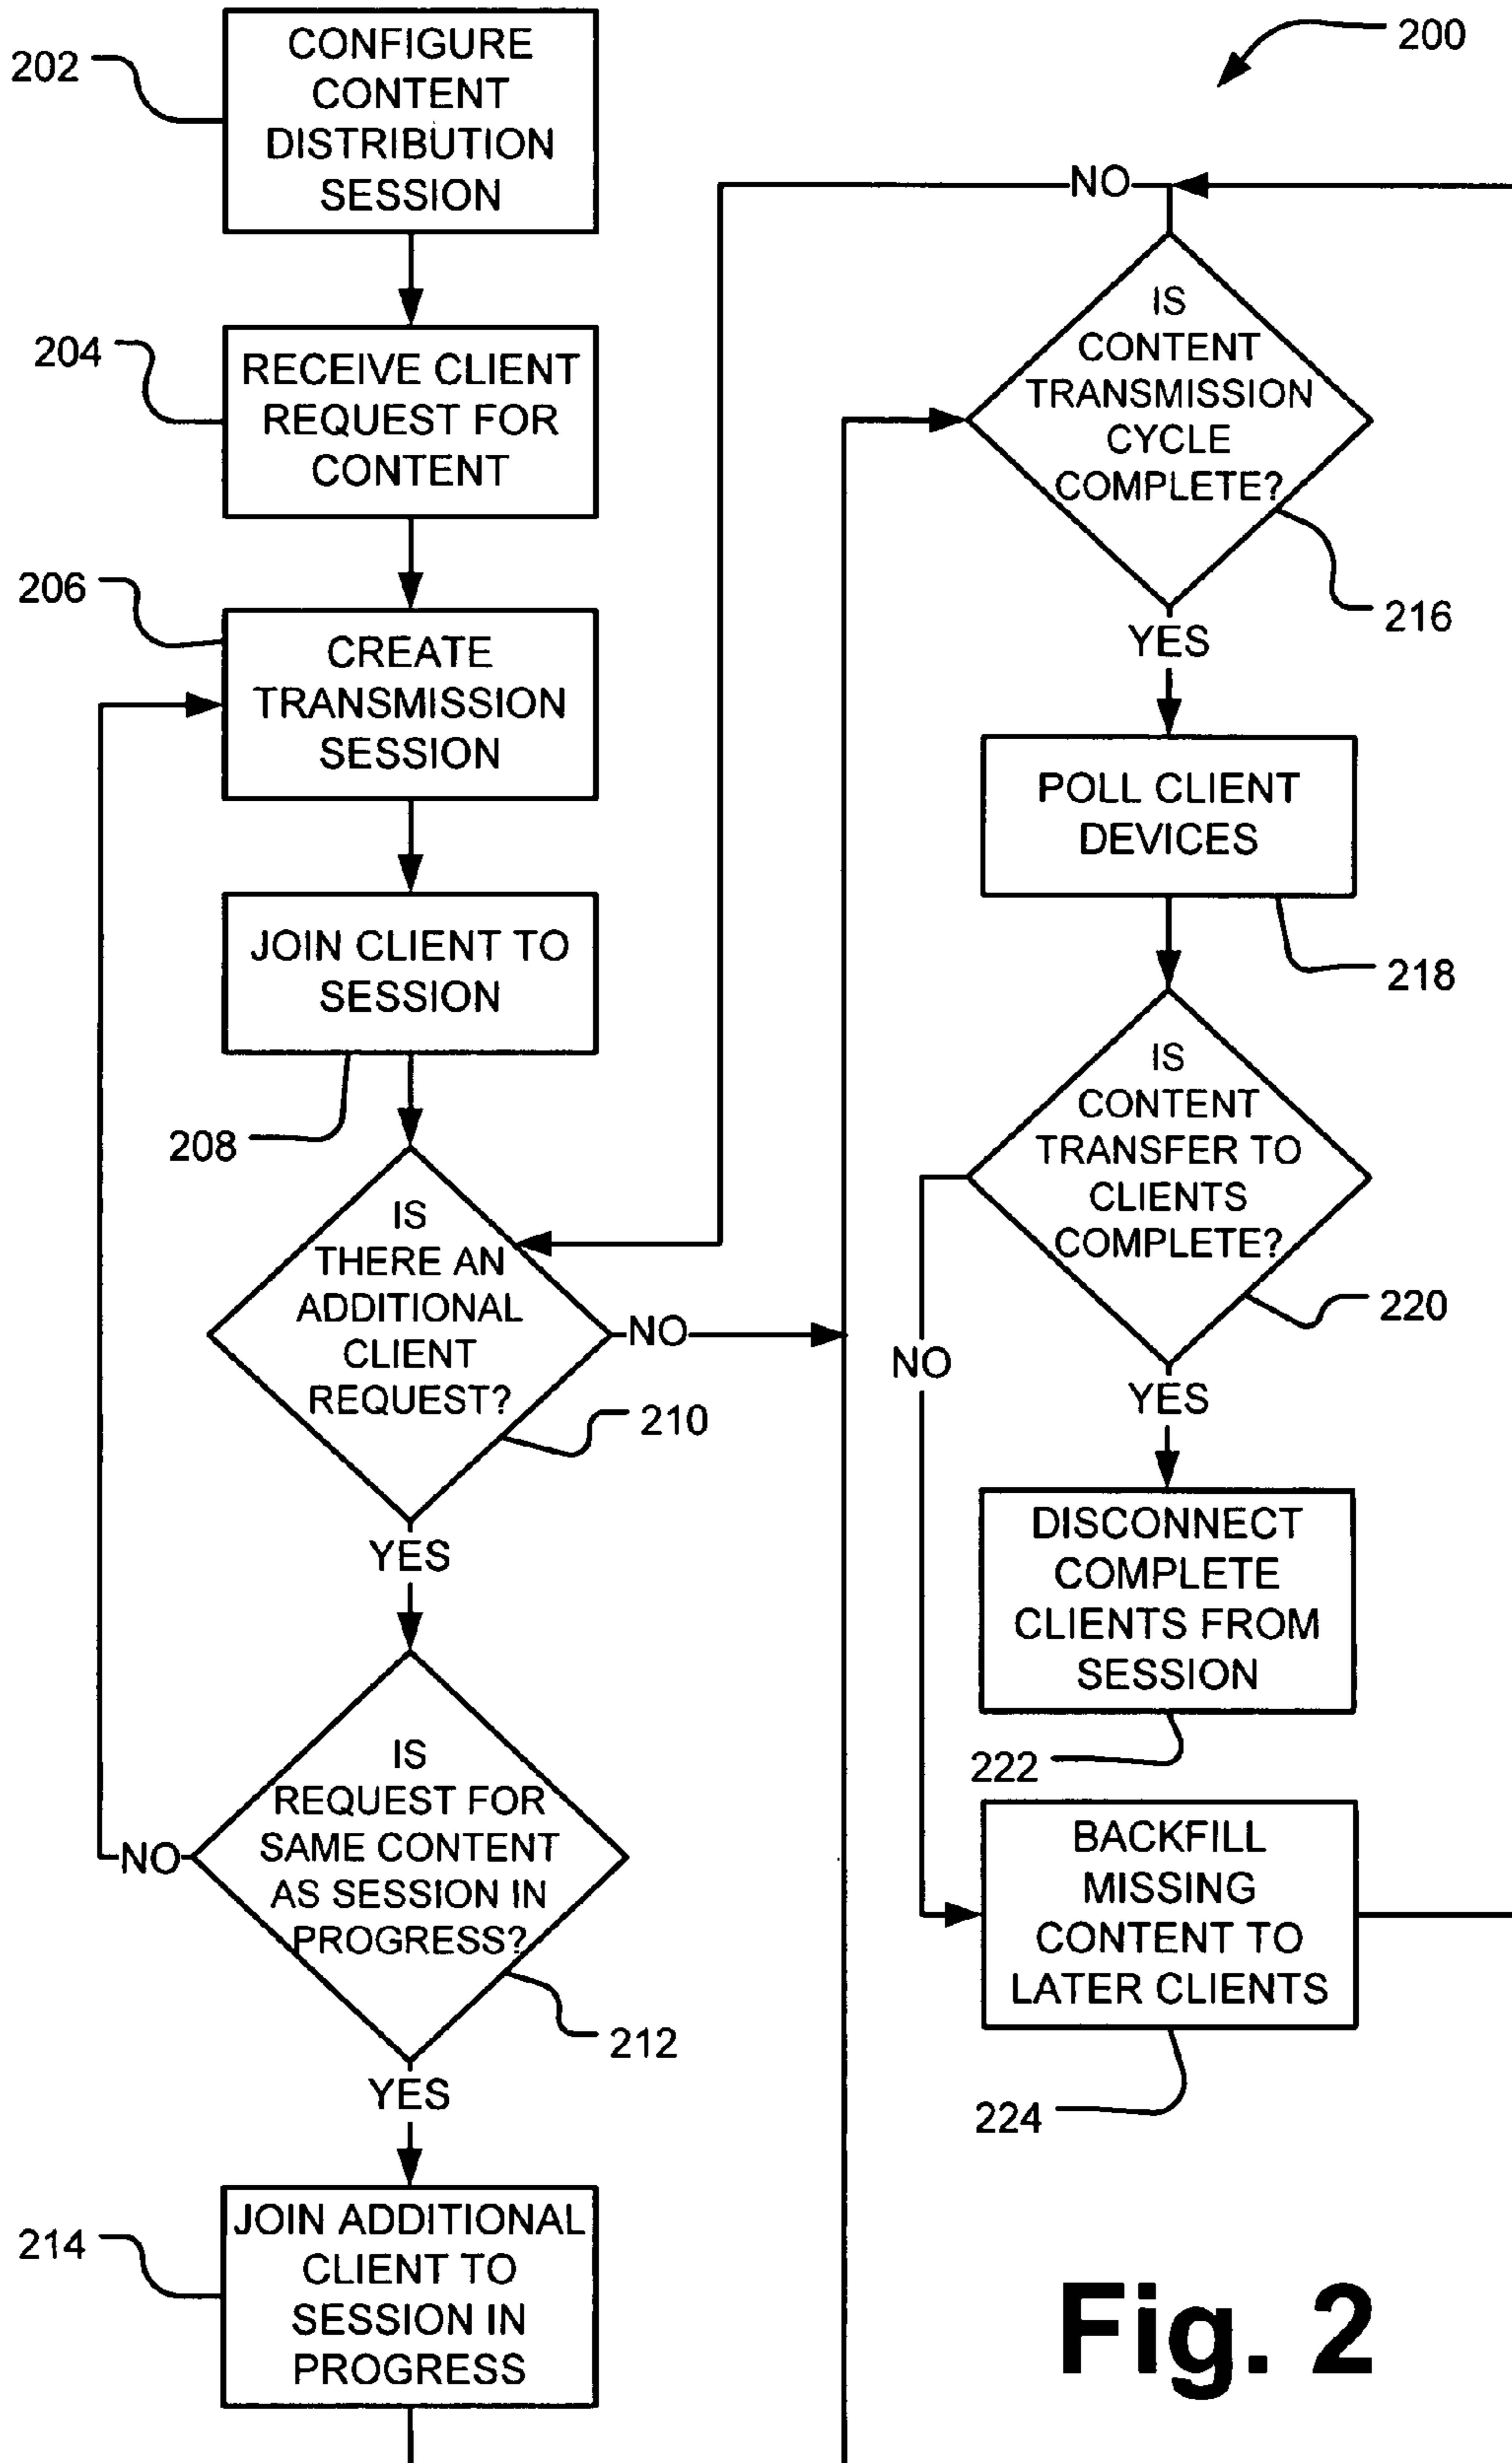 200
202
CONFIGURE
CONTENT
DISTRIBUTION
SESSION
204
RECEIVE CLIENT
REQUEST FOR
CONTENT
206
CREATE
TRANSMISSION
SESSION
JOIN CLIENT TO
SESSION
208
IS
THERE AN
ADDITIONAL
CLIENT
REQUEST?
NO
210
YES
IS
REQUEST FOR
SAME CONTENT
AS SESSION IN
PROGRESS?
NO
212
YES
214
JOIN ADDITIONAL
CLIENT TO
SESSION IN
PROGRESS
NO
IS
CONTENT
TRANSMISSION
CYCLE
COMPLETE?
216
YES
POLL CLIENT
DEVICES
218
IS
CONTENT
TRANSFER TO
CLIENTS
COMPLETE?
220
NO
YES
DISCONNECT
COMPLETE
CLIENTS FROM
SESSION
222
BACKFILL
MISSING
CONTENT TO
LATER CLIENTS
224
Fig. 2